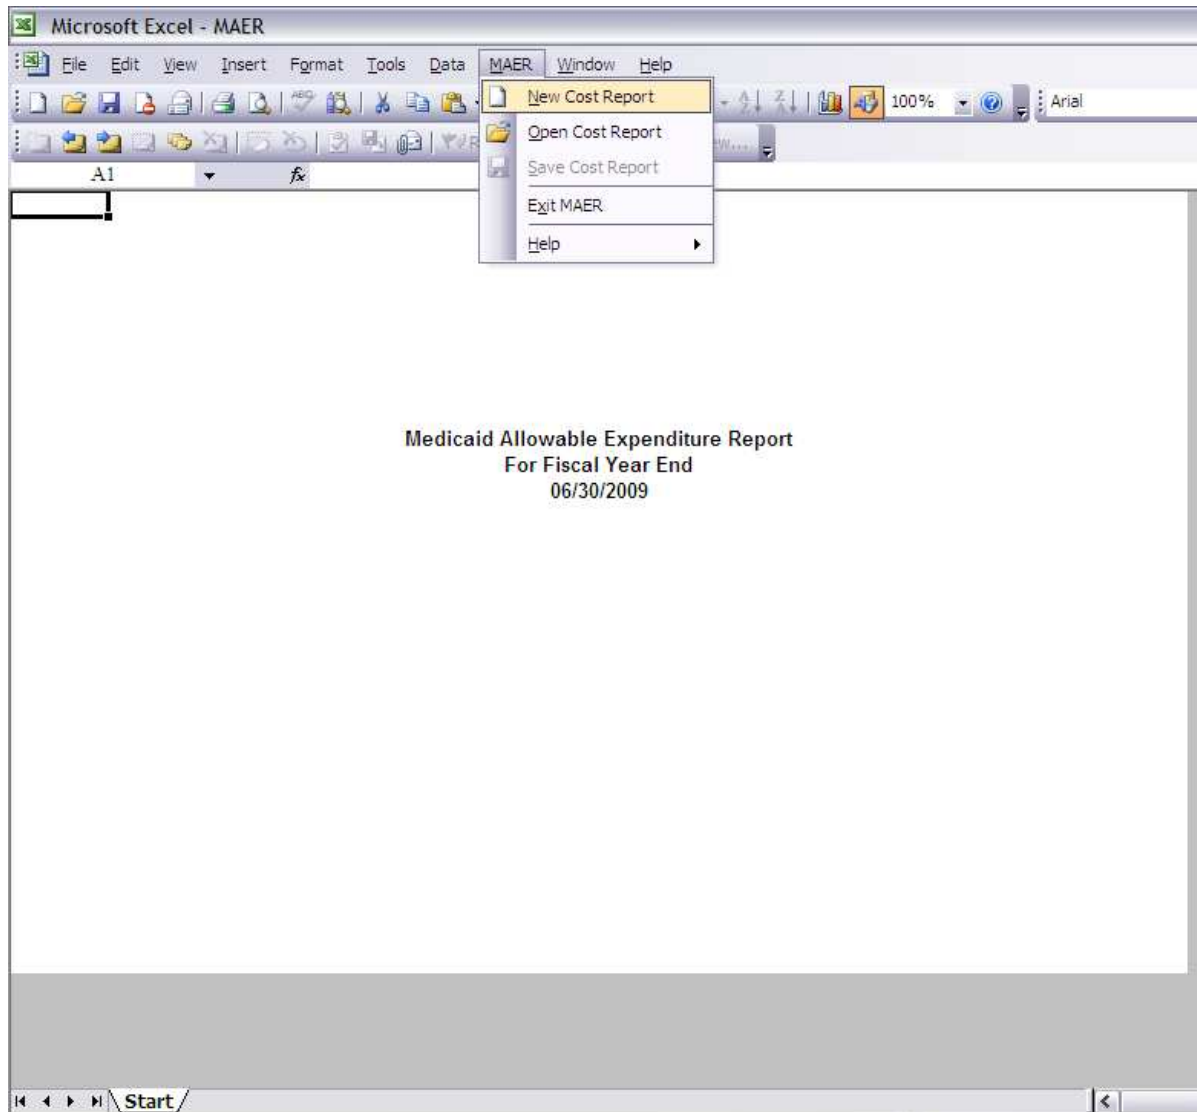 Microsoft Excel - MAER
File Edit View Insert Format Tools Data MAER Window Help
100% Arial
New Cost Report
Open Cost Report
Save Cost Report
Exit MAER
Help
A1 fx
Medicaid Allowable Expenditure Report
For Fiscal Year End
06/30/2009
Start